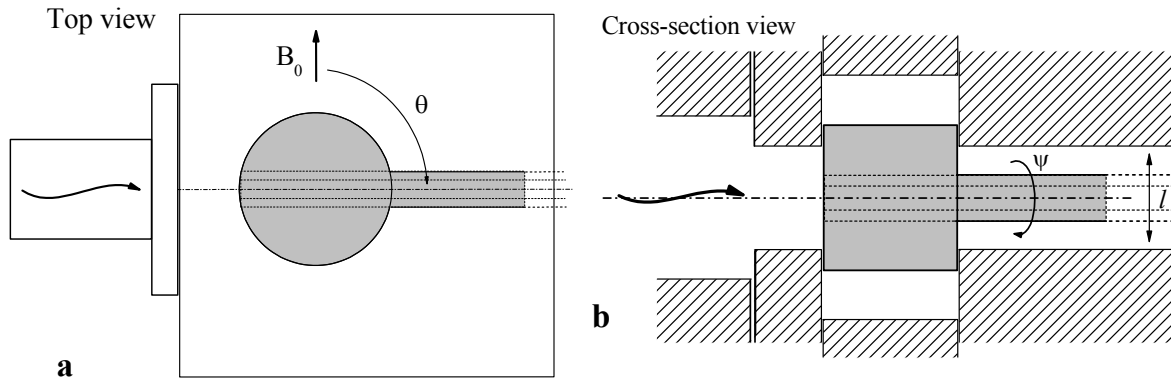 Top view
B₀
θ
a
Cross-section view
ψ
l
b